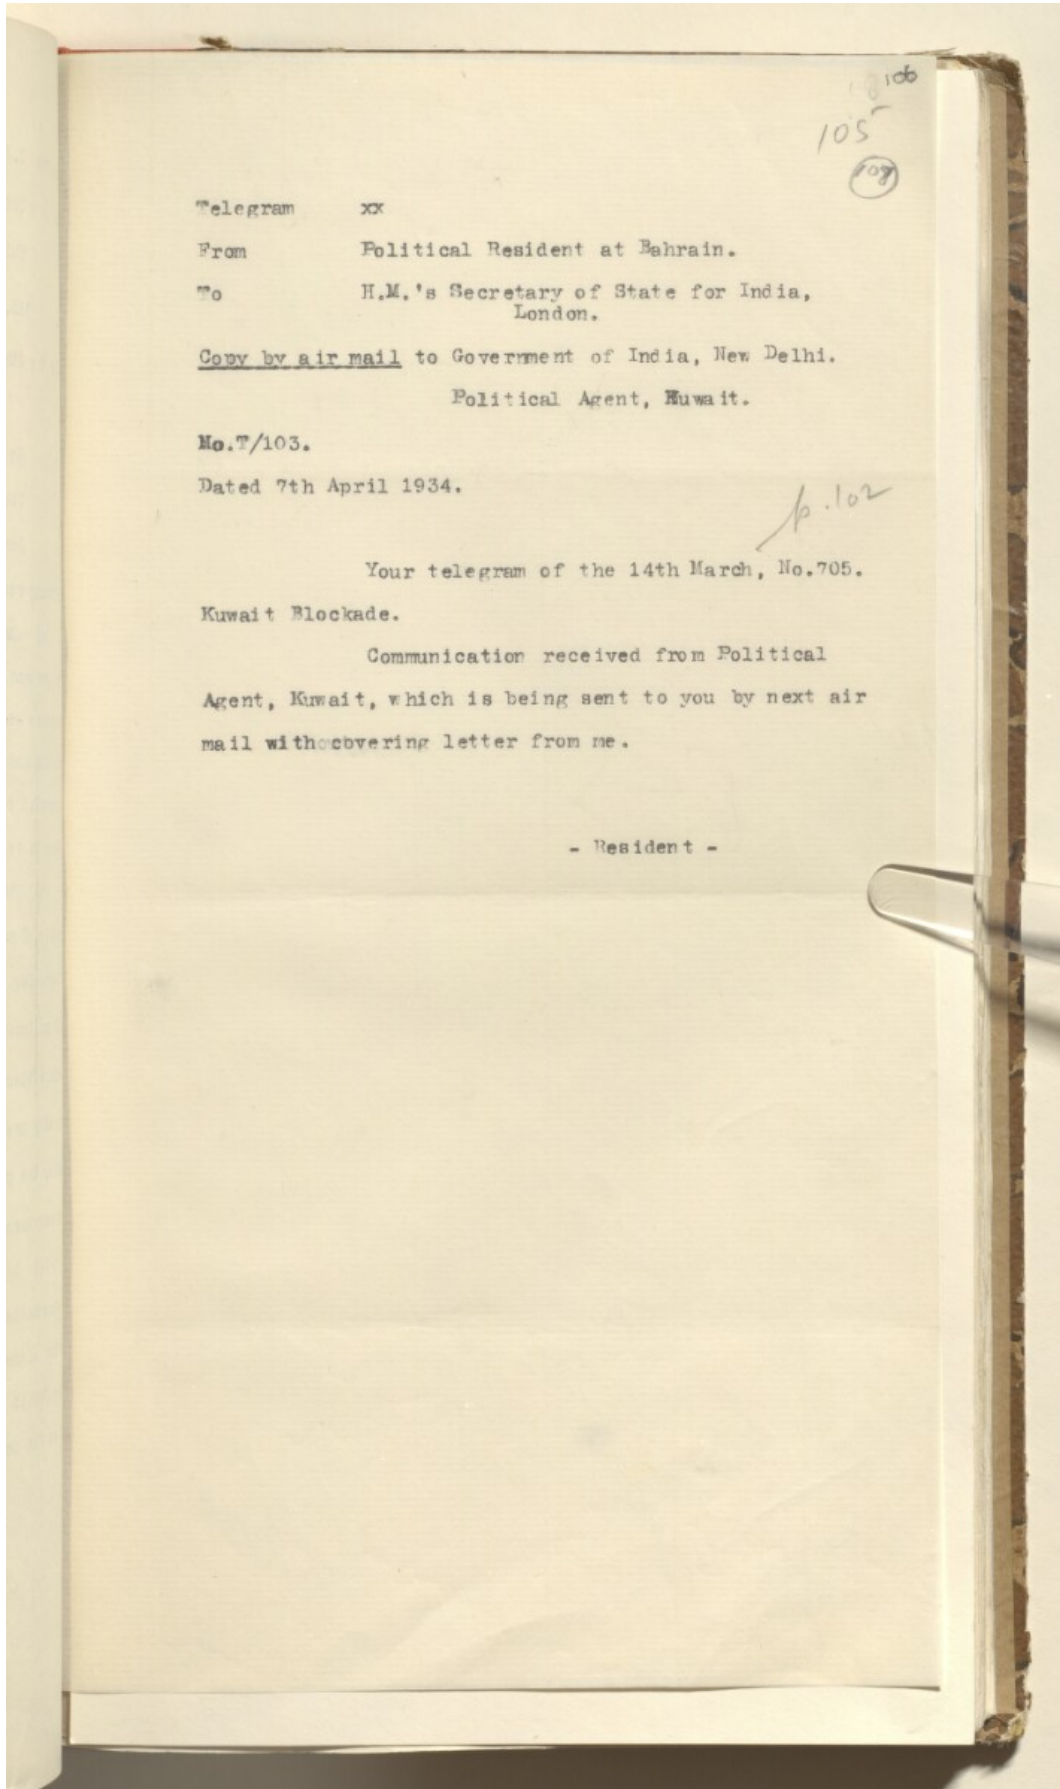 106
105
108
Telegram xx
From Political Resident at Bahrain.
To H.M.'s Secretary of State for India,
London.
Copy by air mail to Government of India, New Delhi.
Political Agent, Kuwait.
No.T/103.
Dated 7th April 1934.
p.102
Your telegram of the 14th March, No.705.
Kuwait Blockade.
Communication received from Political
Agent, Kuwait, which is being sent to you by next air
mail with covering letter from me.
- Resident -